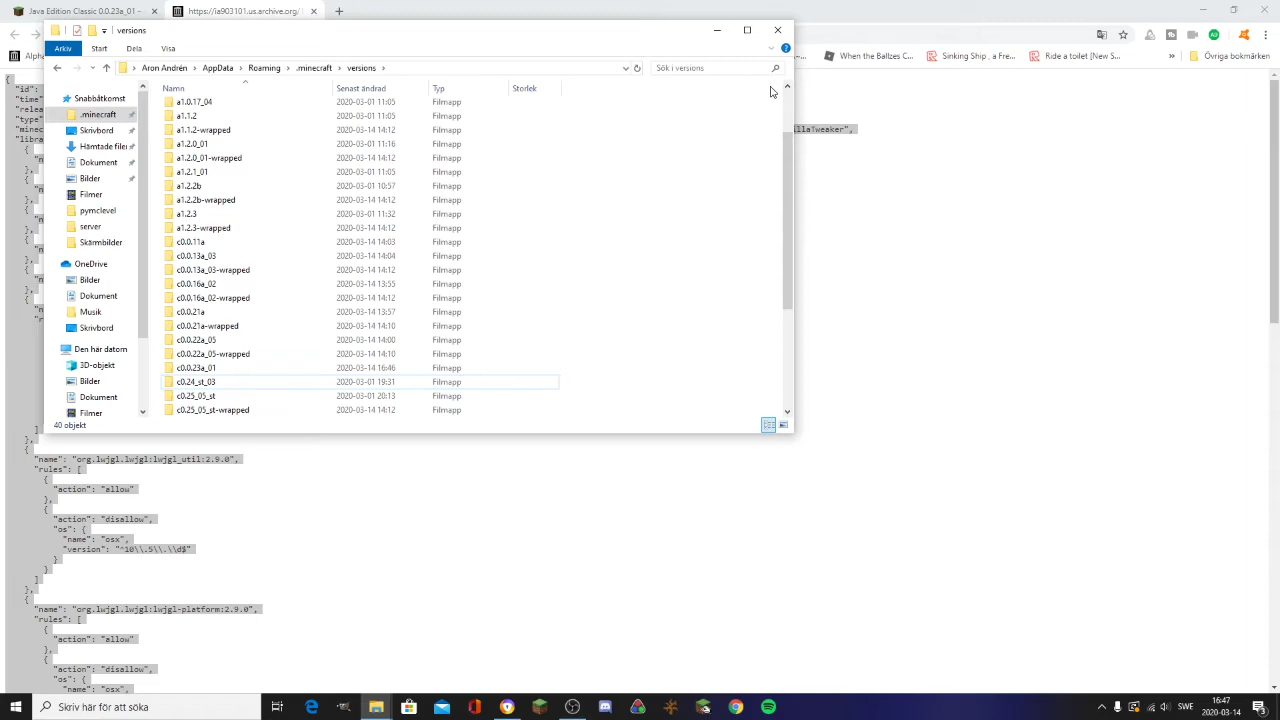 Java Edition Classic 0.0.23a_01 –
https://ia903101.us.archive.org/1
versions
Arkiv
Start
Dela
Visa
Aron Andrén
AppData
Roaming
.minecraft
versions
Sök i versions
Alph
When the Ballzes C...
Sinking Ship , a Fre...
Ride a toilet [New S...
»
Övriga bokmärken
Namn
Senast ändrad
Typ
Storlek
Snabbåtkomst
.minecraft
Skrivbord
Hämtade filer
Dokument
Bilder
Filmer
pymclevel
server
Skärmbilder
OneDrive
Bilder
Dokument
Musik
Skrivbord
Den här datorn
3D-objekt
Bilder
Dokument
Filmer
a1.0.17_04 2020-03-01 11:05 Filmapp
a1.1.2 2020-03-01 11:05 Filmapp
a1.1.2-wrapped 2020-03-14 14:12 Filmapp
a1.2.0_01 2020-03-01 11:16 Filmapp
a1.2.0_01-wrapped 2020-03-14 14:12 Filmapp
a1.2.1_01 2020-03-01 11:05 Filmapp
a1.2.2b 2020-03-01 10:57 Filmapp
a1.2.2b-wrapped 2020-03-14 14:12 Filmapp
a1.2.3 2020-03-01 11:32 Filmapp
a1.2.3-wrapped 2020-03-14 14:12 Filmapp
c0.0.11a 2020-03-14 14:03 Filmapp
c0.0.13a_03 2020-03-14 14:04 Filmapp
c0.0.13a_03-wrapped 2020-03-14 14:12 Filmapp
c0.0.16a_02 2020-03-14 13:55 Filmapp
c0.0.16a_02-wrapped 2020-03-14 14:12 Filmapp
c0.0.21a 2020-03-14 13:57 Filmapp
c0.0.21a-wrapped 2020-03-14 14:10 Filmapp
c0.0.22a_05 2020-03-14 14:00 Filmapp
c0.0.22a_05-wrapped 2020-03-14 14:10 Filmapp
c0.0.23a_01 2020-03-14 16:46 Filmapp
c0.24_st_03 2020-03-01 19:31 Filmapp
c0.25_05_st 2020-03-01 20:13 Filmapp
c0.25_05_st-wrapped 2020-03-14 14:12 Filmapp
40 objekt
{
"id":
"time
"rele
"type
"minec
illaTweaker",
"libra
{
"n
},
{
"n
},
{
"n
},
{
"n
},
{
"n
"r
]
},
{
"name": "org.lwjgl.lwjgl:lwjgl_util:2.9.0",
"rules": [
{
"action": "allow"
},
{
"action": "disallow",
"os": {
"name": "osx",
"version": "^10\\.5\\.\\d$"
}
}
]
},
{
"name": "org.lwjgl.lwjgl:lwjgl-platform:2.9.0",
"rules": [
{
"action": "allow"
},
{
"action": "disallow",
"os": {
"name": "osx",
Skriv här för att söka
SWE
16:47
2020-03-14